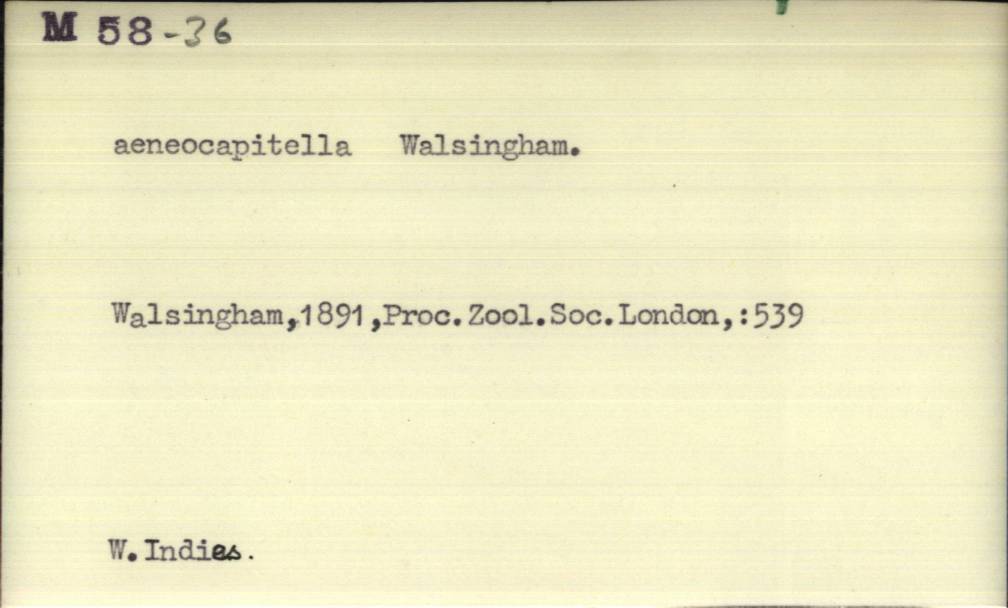 M 58-36
aeneocapitella Walsingham.
Walsingham,1891,Proc.Zool.Soc.London,:539
W.Indies.